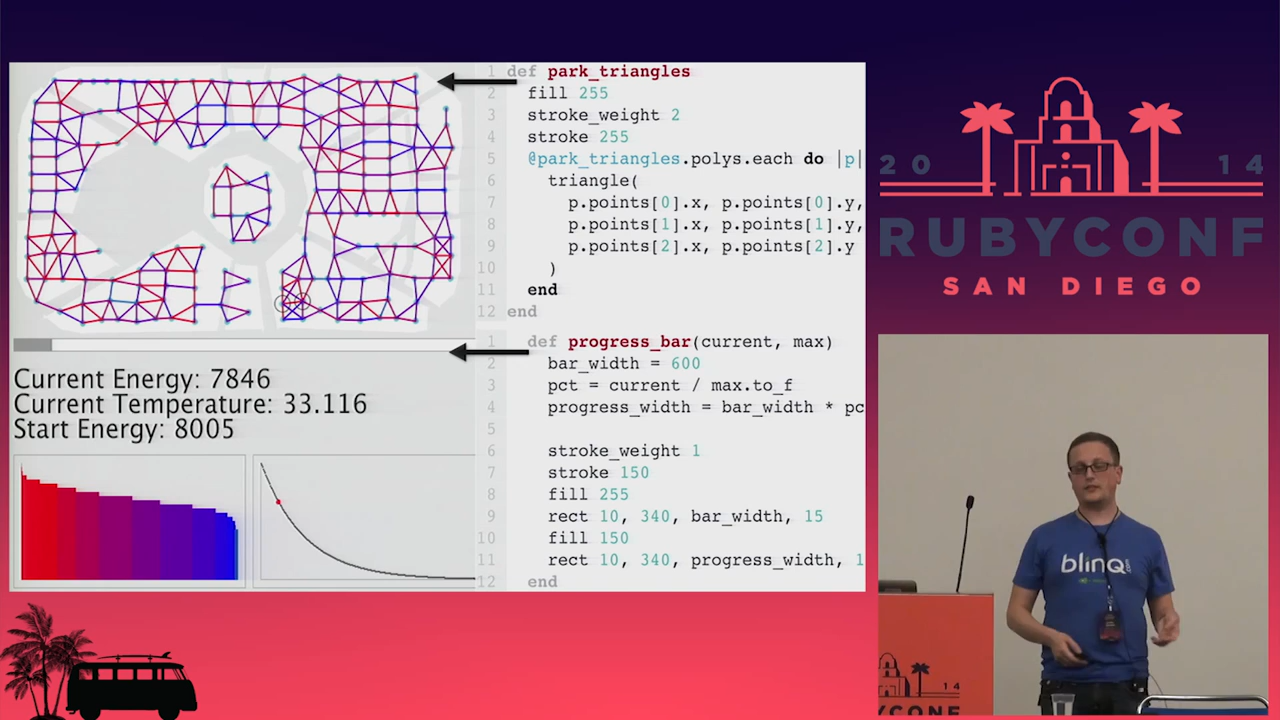 1 def park_triangles
2 fill 255
3 stroke_weight 2
4 stroke 255
5 @park_triangles.polys.each do |p|
6 triangle(
7 p.points[0].x, p.points[0].y,
8 p.points[1].x, p.points[1].y,
9 p.points[2].x, p.points[2].y
10 )
11 end
12 end
1 def progress_bar(current, max)
2 bar_width = 600
3 pct = current / max.to_f
4 progress_width = bar_width * pc
5
6 stroke_weight 1
7 stroke 150
8 fill 255
9 rect 10, 340, bar_width, 15
10 fill 150
11 rect 10, 340, progress_width, 1
12 end
Current Energy: 7846
Current Temperature: 33.116
Start Energy: 8005
20 14
RUBYCONF
SAN DIEGO
blinq
.com
14
YCONF